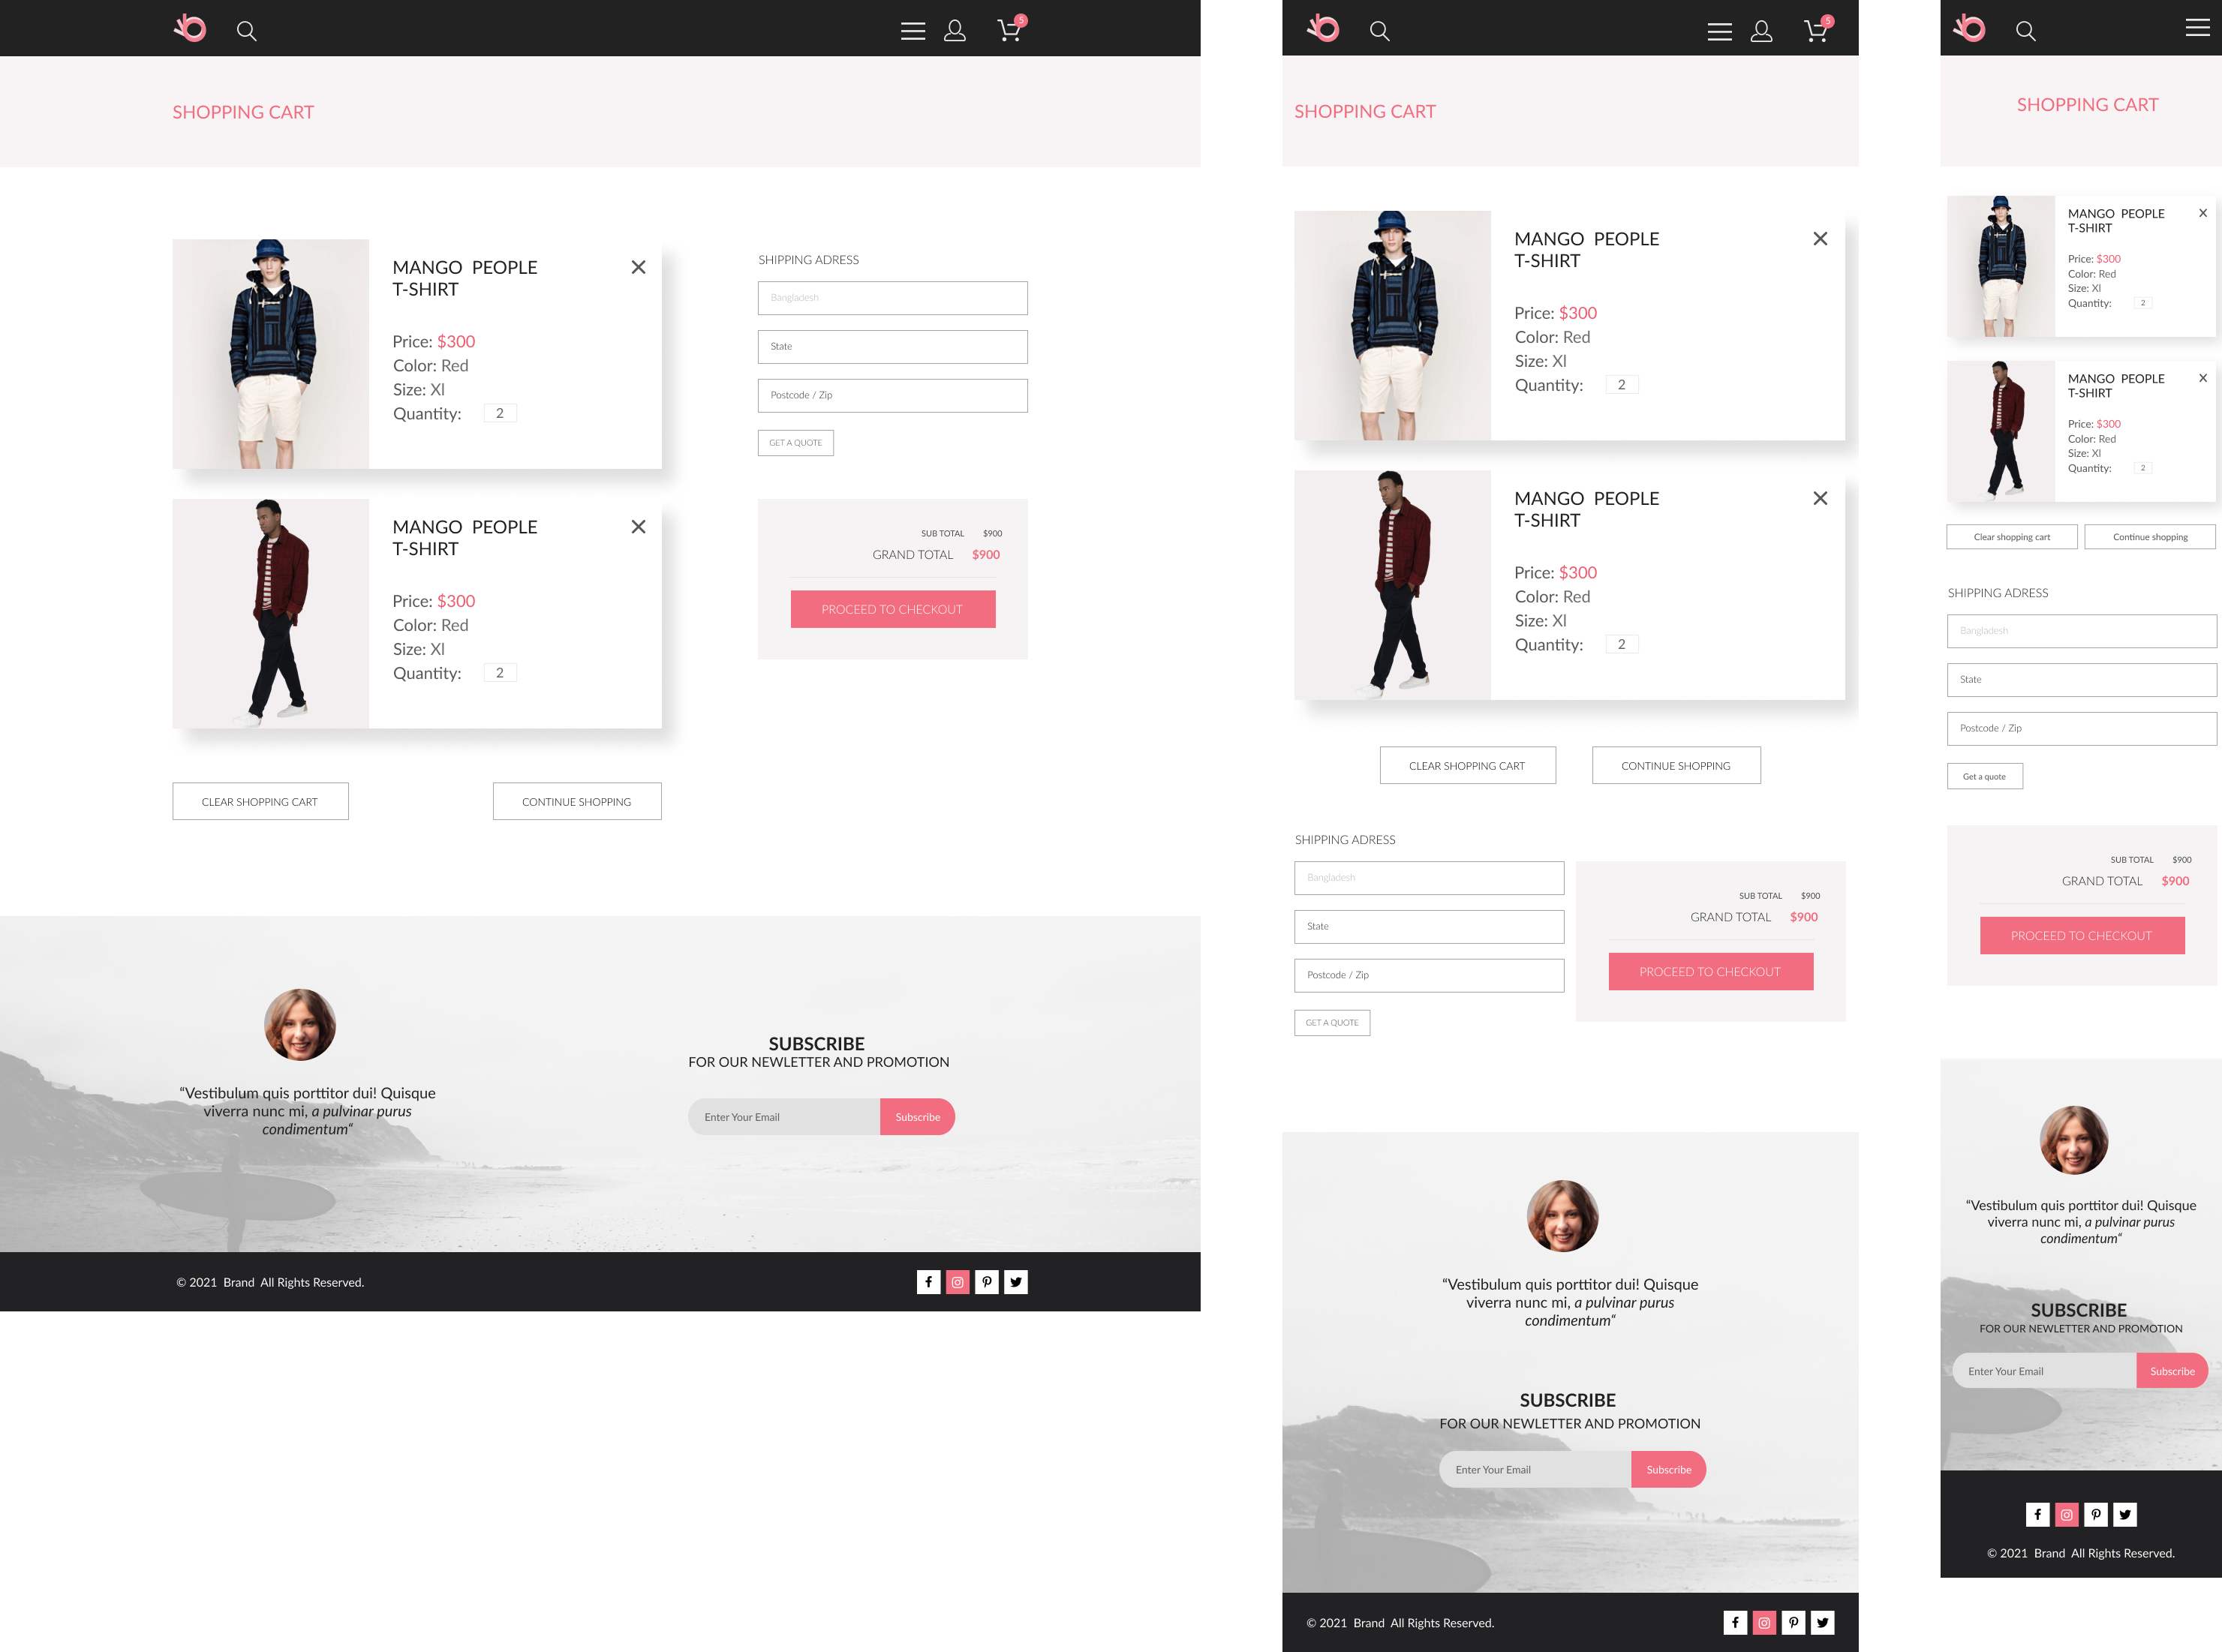 5
SHOPPING CART
MANGO  PEOPLE
T-SHIRT
Price: $300
Color: Red
Size: Xl
Quantity:
2
MANGO  PEOPLE
T-SHIRT
Price: $300
Color: Red
Size: Xl
Quantity:
2
CLEAR SHOPPING CART
CONTINUE SHOPPING
SHIPPING ADRESS
Bangladesh
State
Postcode / Zip
GET A QUOTE
SUB TOTAL $900
GRAND TOTAL $900
PROCEED TO CHECKOUT
“Vestibulum quis porttitor dui! Quisque
viverra nunc mi, a pulvinar purus
condimentum“
SUBSCRIBE
FOR OUR NEWLETTER AND PROMOTION
Enter Your Email
Subscribe
© 2021  Brand  All Rights Reserved.
5
SHOPPING CART
MANGO  PEOPLE
T-SHIRT
Price: $300
Color: Red
Size: Xl
Quantity:
2
MANGO  PEOPLE
T-SHIRT
Price: $300
Color: Red
Size: Xl
Quantity:
2
CLEAR SHOPPING CART
CONTINUE SHOPPING
SHIPPING ADRESS
Bangladesh
State
Postcode / Zip
GET A QUOTE
SUB TOTAL $900
GRAND TOTAL $900
PROCEED TO CHECKOUT
“Vestibulum quis porttitor dui! Quisque
viverra nunc mi, a pulvinar purus
condimentum“
SUBSCRIBE
FOR OUR NEWLETTER AND PROMOTION
Enter Your Email
Subscribe
© 2021  Brand  All Rights Reserved.
SHOPPING CART
MANGO  PEOPLE
T-SHIRT
Price: $300
Color: Red
Size: Xl
Quantity:
2
MANGO  PEOPLE
T-SHIRT
Price: $300
Color: Red
Size: Xl
Quantity:
2
Clear shopping cart
Continue shopping
SHIPPING ADRESS
Bangladesh
State
Postcode / Zip
Get a quote
SUB TOTAL $900
GRAND TOTAL $900
PROCEED TO CHECKOUT
“Vestibulum quis porttitor dui! Quisque
viverra nunc mi, a pulvinar purus
condimentum“
SUBSCRIBE
FOR OUR NEWLETTER AND PROMOTION
Enter Your Email
Subscribe
© 2021  Brand  All Rights Reserved.